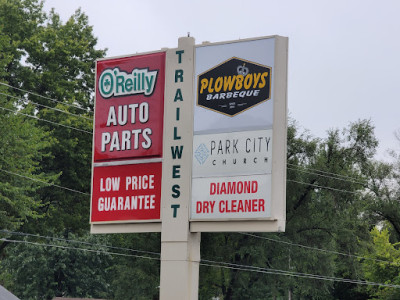 O'Reilly
AUTO
PARTS
LOW PRICE
GUARANTEE
TRAILWEST
PLOWBOYS
BARBEQUE
PARK CITY
CHURCH
DIAMOND
DRY CLEANER